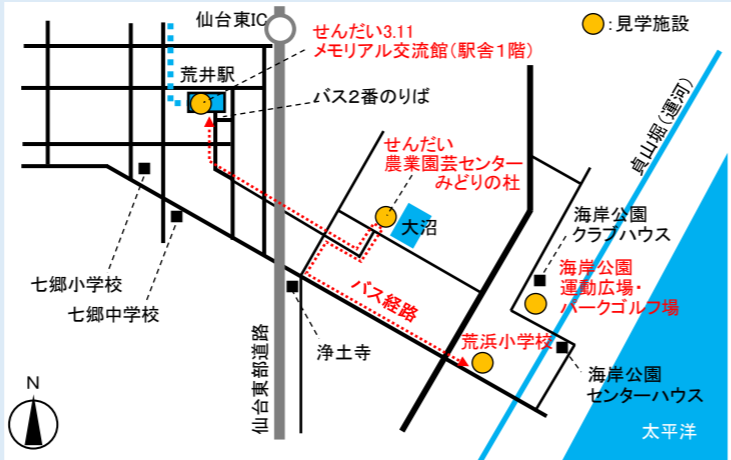 仙台東IC
:見学施設
せんだい3.11
メモリアル交流館(駅舎1階)
荒井駅
バス2番のりば
貞山堀(運河)
せんだい
農業園芸センター
みどりの杜
大沼
海岸公園
クラブハウス
七郷小学校
七郷中学校
海岸公園
運動広場・
パークゴルフ場
バス経路
浄土寺
荒浜小学校
仙台東部道路
海岸公園
センターハウス
N
太平洋